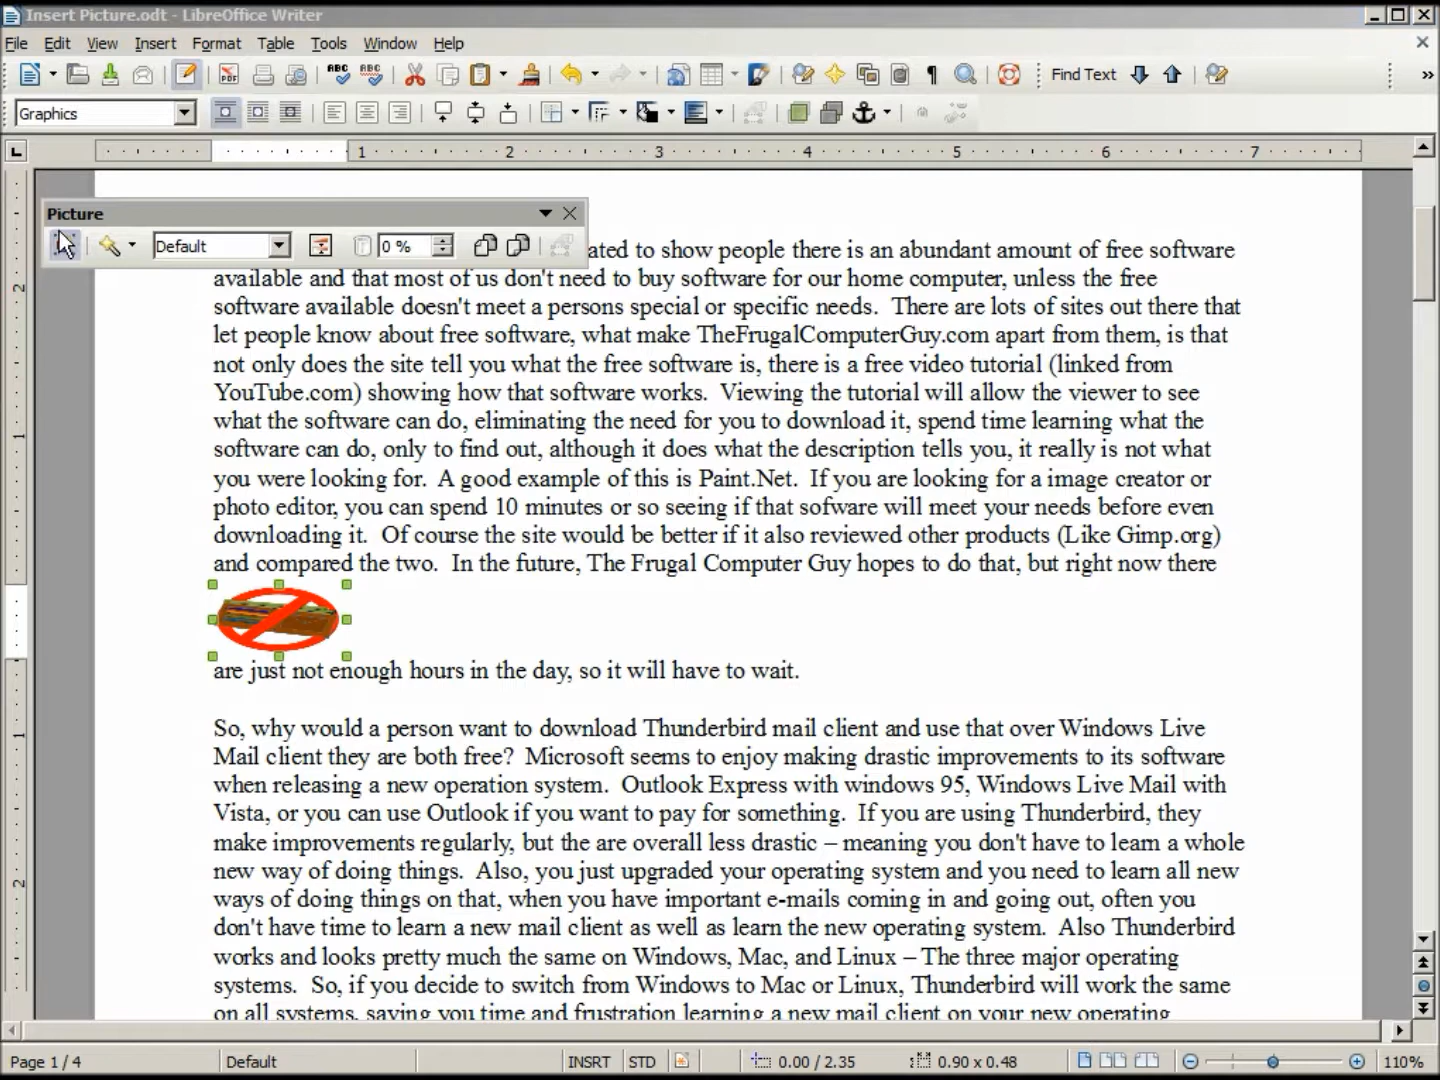 Insert Picture.odt - LibreOffice Writer
File Edit View Insert Format Table Tools Window Help
PDF ABC ABC Find Text
Graphics
1 2 3 4 5 6 7
Picture
Default 0 %
ated to show people there is an abundant amount of free software
available and that most of us don't need to buy software for our home computer, unless the free
software available doesn't meet a persons special or specific needs.  There are lots of sites out there that
let people know about free software, what make TheFrugalComputerGuy.com apart from them, is that
not only does the site tell you what the free software is, there is a free video tutorial (linked from
YouTube.com) showing how that software works.  Viewing the tutorial will allow the viewer to see
what the software can do, eliminating the need for you to download it, spend time learning what the
software can do, only to find out, although it does what the description tells you, it really is not what
you were looking for.  A good example of this is Paint.Net.  If you are looking for a image creator or
photo editor, you can spend 10 minutes or so seeing if that sofware will meet your needs before even
downloading it.  Of course the site would be better if it also reviewed other products (Like Gimp.org)
and compared the two.  In the future, The Frugal Computer Guy hopes to do that, but right now there
are just not enough hours in the day, so it will have to wait.
So, why would a person want to download Thunderbird mail client and use that over Windows Live
Mail client they are both free?  Microsoft seems to enjoy making drastic improvements to its software
when releasing a new operation system.  Outlook Express with windows 95, Windows Live Mail with
Vista, or you can use Outlook if you want to pay for something.  If you are using Thunderbird, they
make improvements regularly, but the are overall less drastic – meaning you don't have to learn a whole
new way of doing things.  Also, you just upgraded your operating system and you need to learn all new
ways of doing things on that, when you have important e-mails coming in and going out, often you
don't have time to learn a new mail client as well as learn the new operating system.  Also Thunderbird
works and looks pretty much the same on Windows, Mac, and Linux – The three major operating
systems.  So, if you decide to switch from Windows to Mac or Linux, Thunderbird will work the same
on all systems, saving you time and frustration learning a new mail client on your new operating
2
1
1
2
Page 1 / 4 Default INSRT STD 0.00 / 2.35 0.90 x 0.48 110%